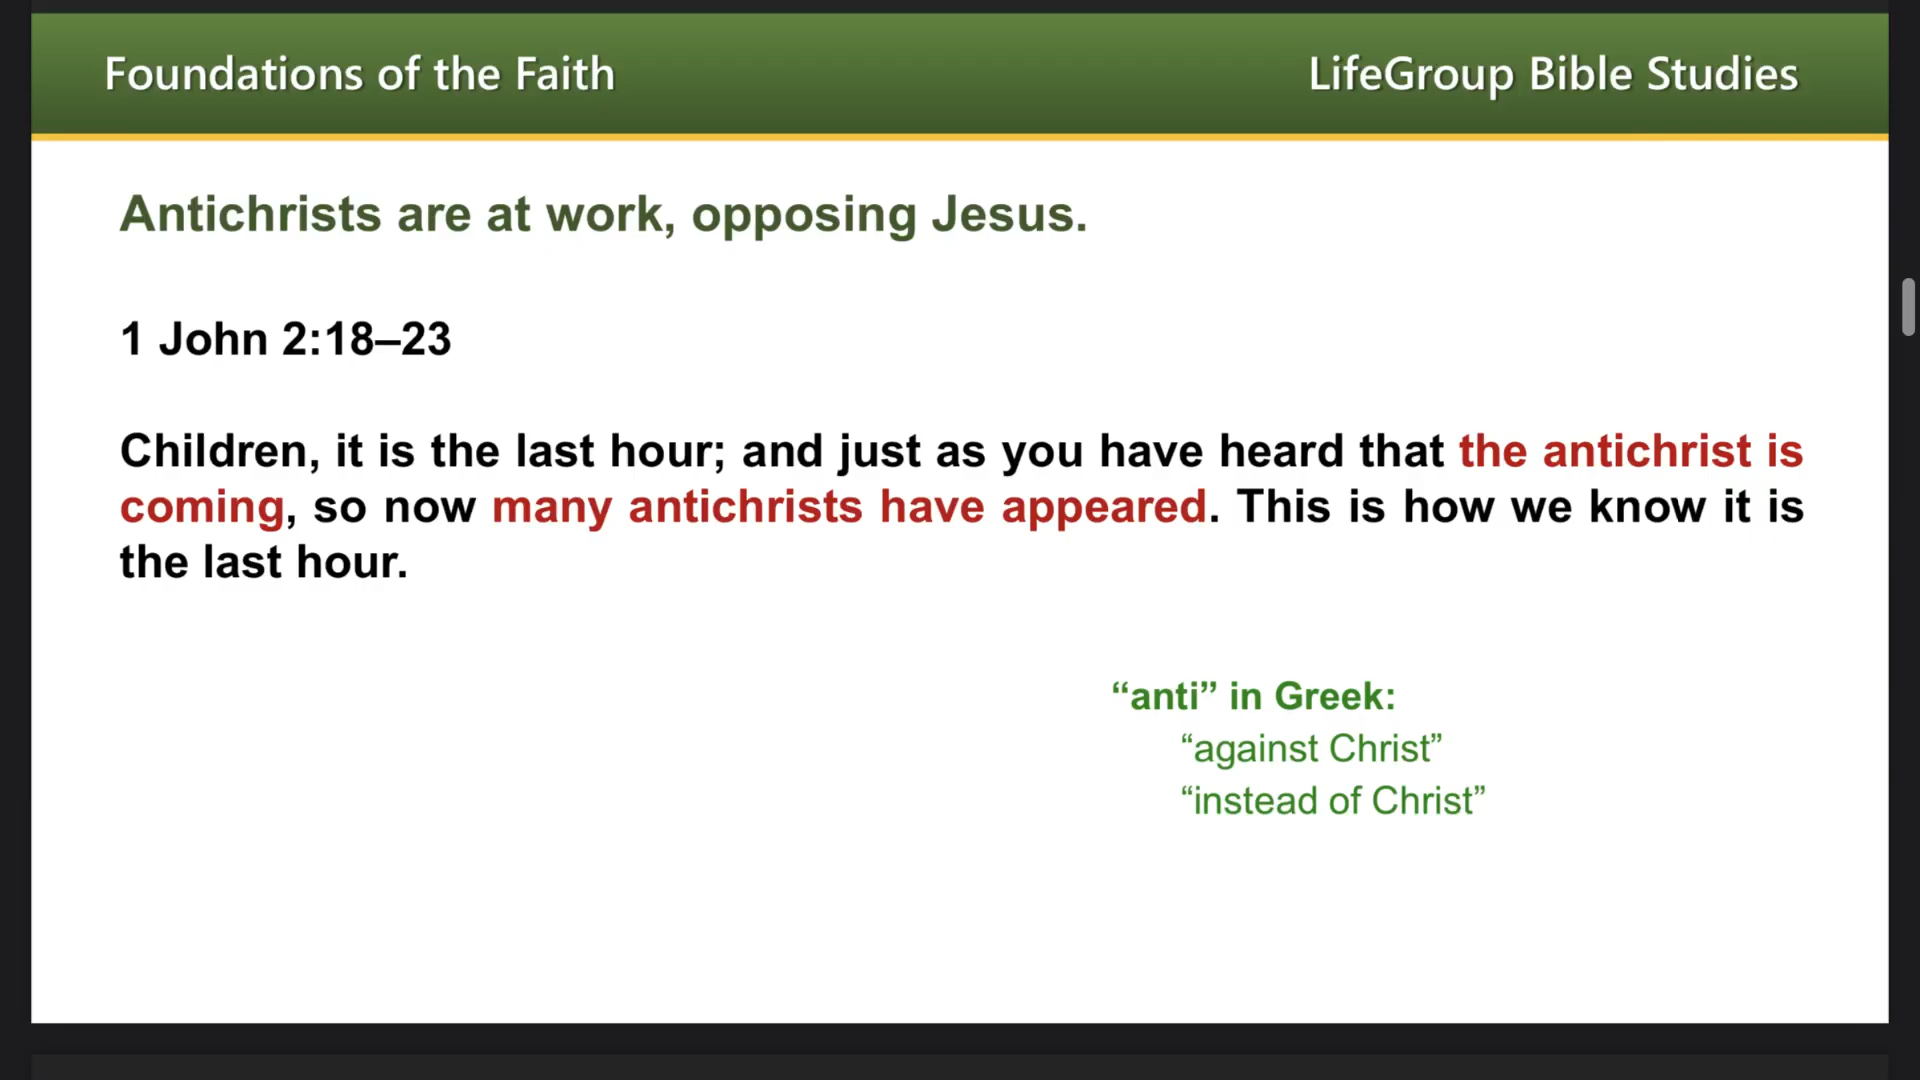 Foundations of the Faith
LifeGroup Bible Studies
Antichrists are at work, opposing Jesus.
1 John 2:18–23
Children, it is the last hour; and just as you have heard that the antichrist is
coming, so now many antichrists have appeared. This is how we know it is
the last hour.
“anti” in Greek:
“against Christ”
“instead of Christ”